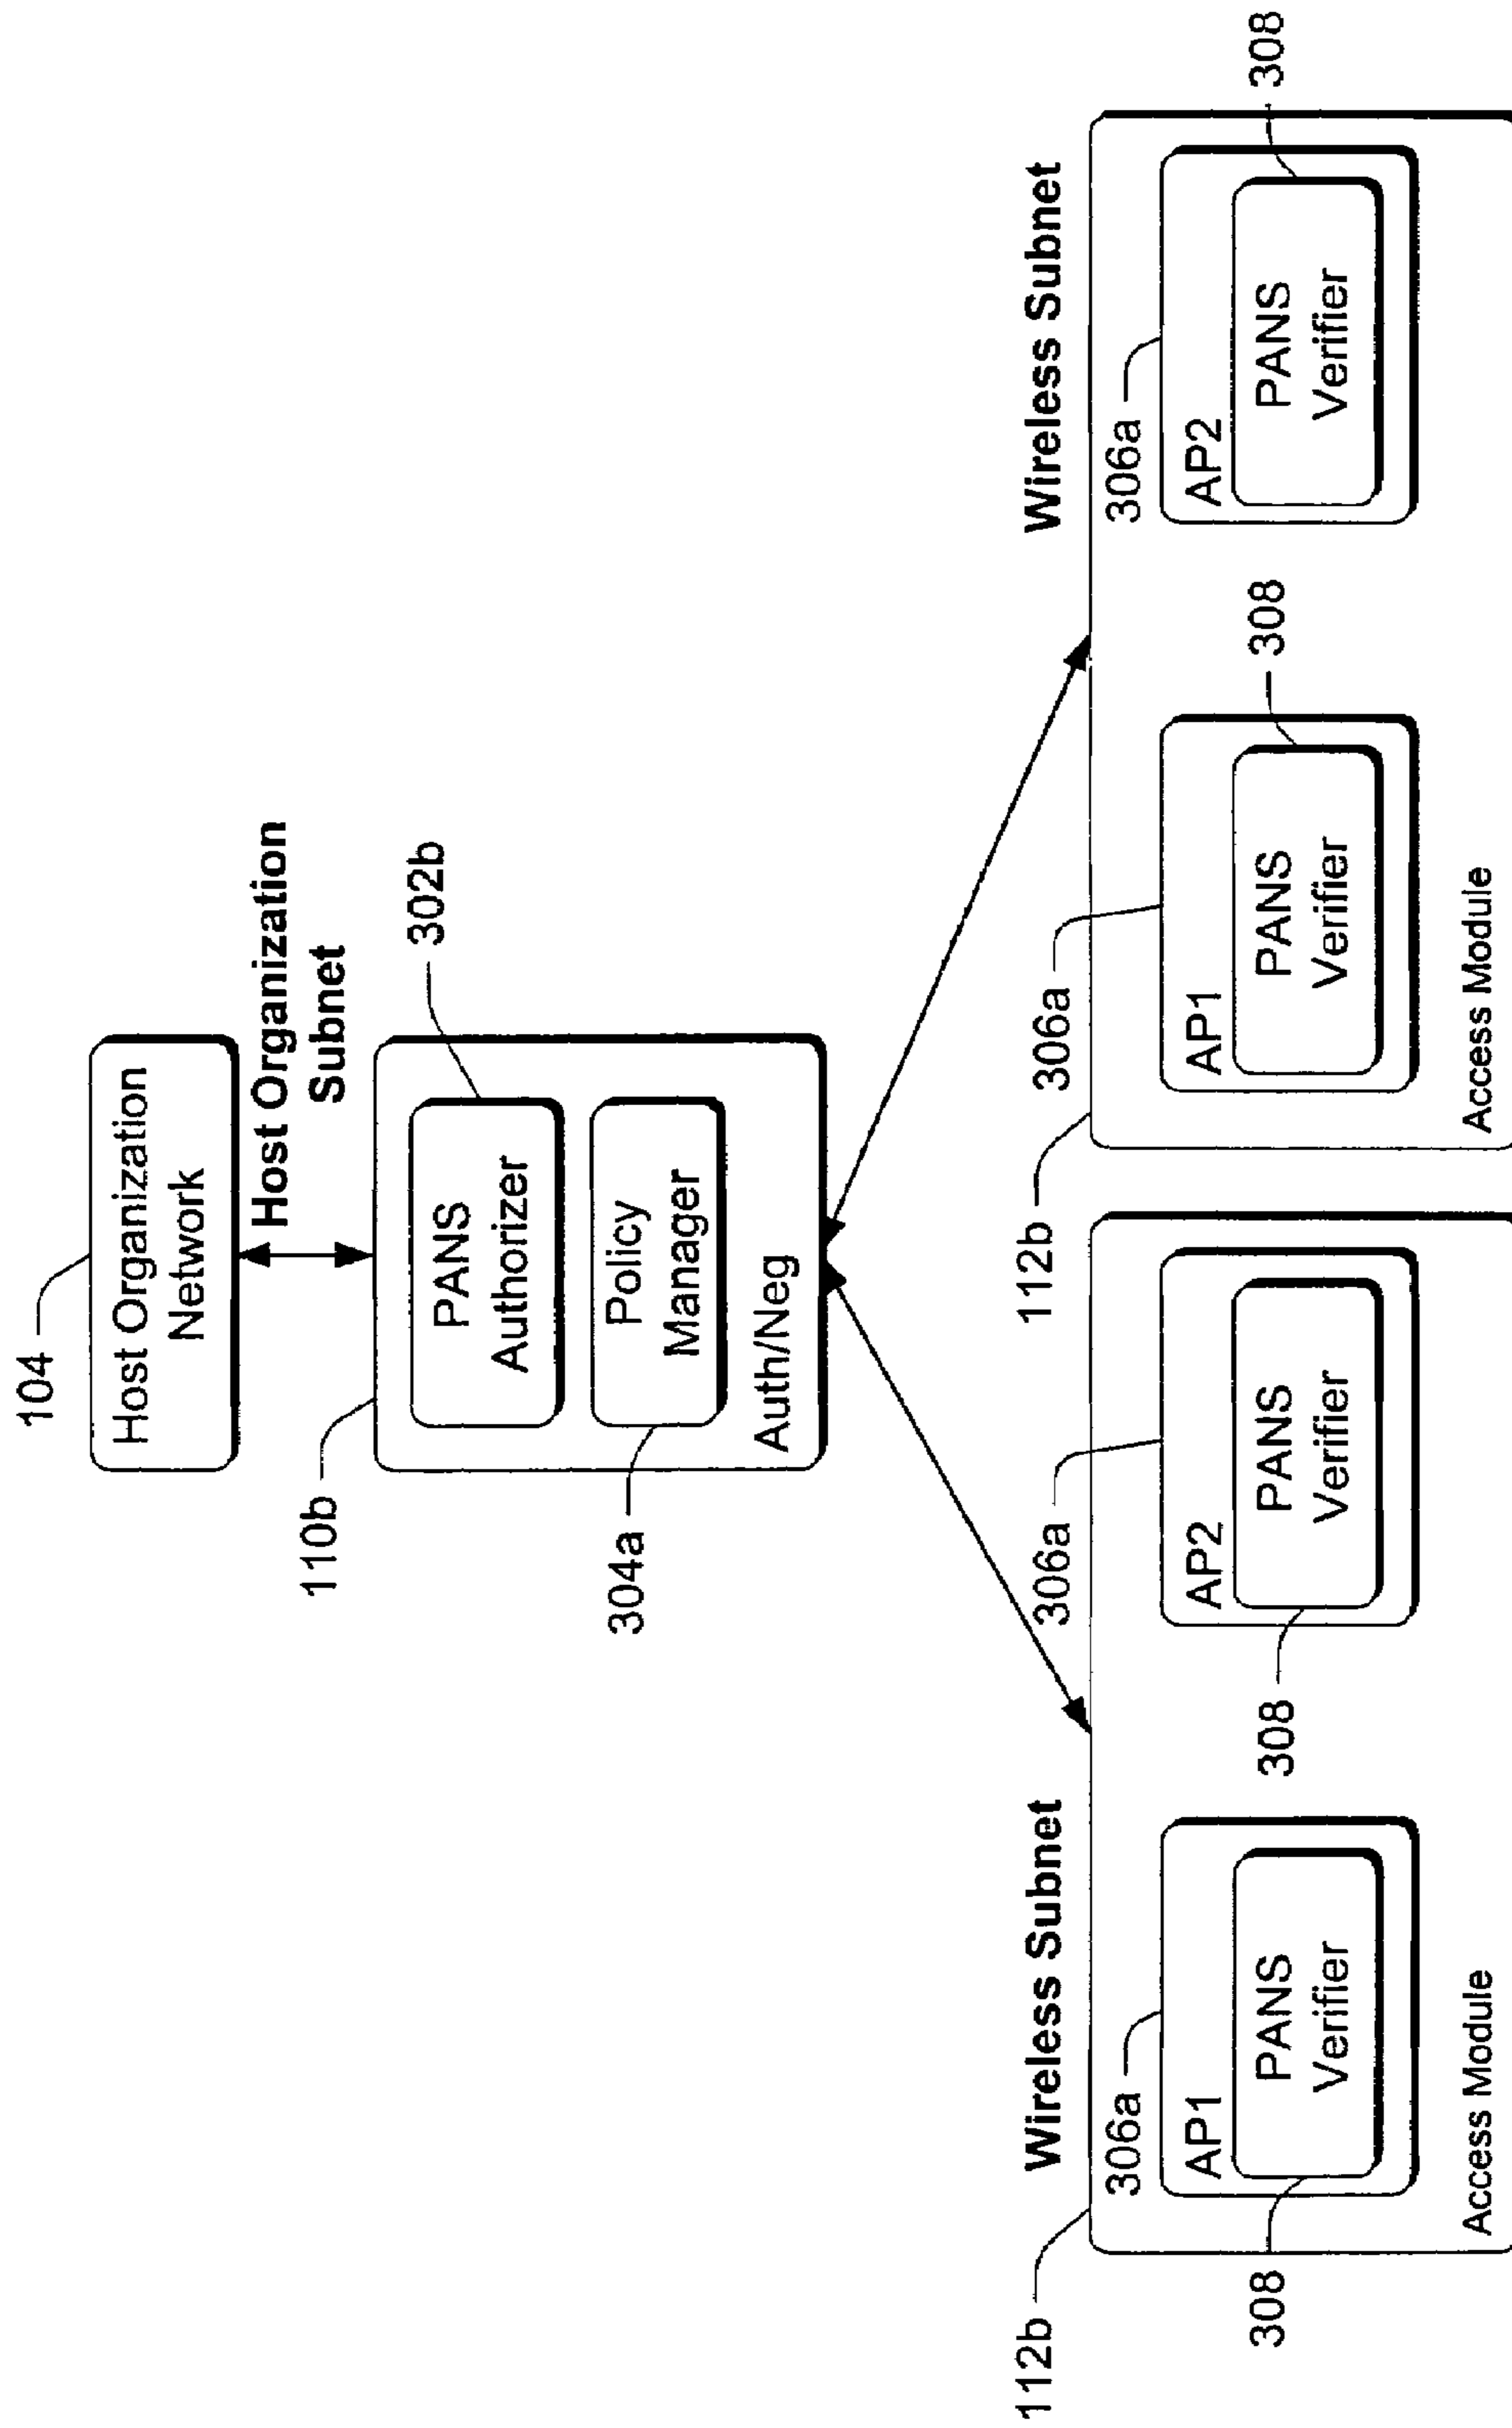 104
Host Organization
Network
Host Organization
Subnet
110b
PANS
Authorizer
302b
304a
Policy
Manager
Auth/Neg
Wireless Subnet
112b
306a
AP1
PANS
Verifier
308
306a
AP2
PANS
Verifier
308
Access Module
Wireless Subnet
112b
306a
AP1
PANS
Verifier
308
306a
AP2
PANS
Verifier
308
Access Module